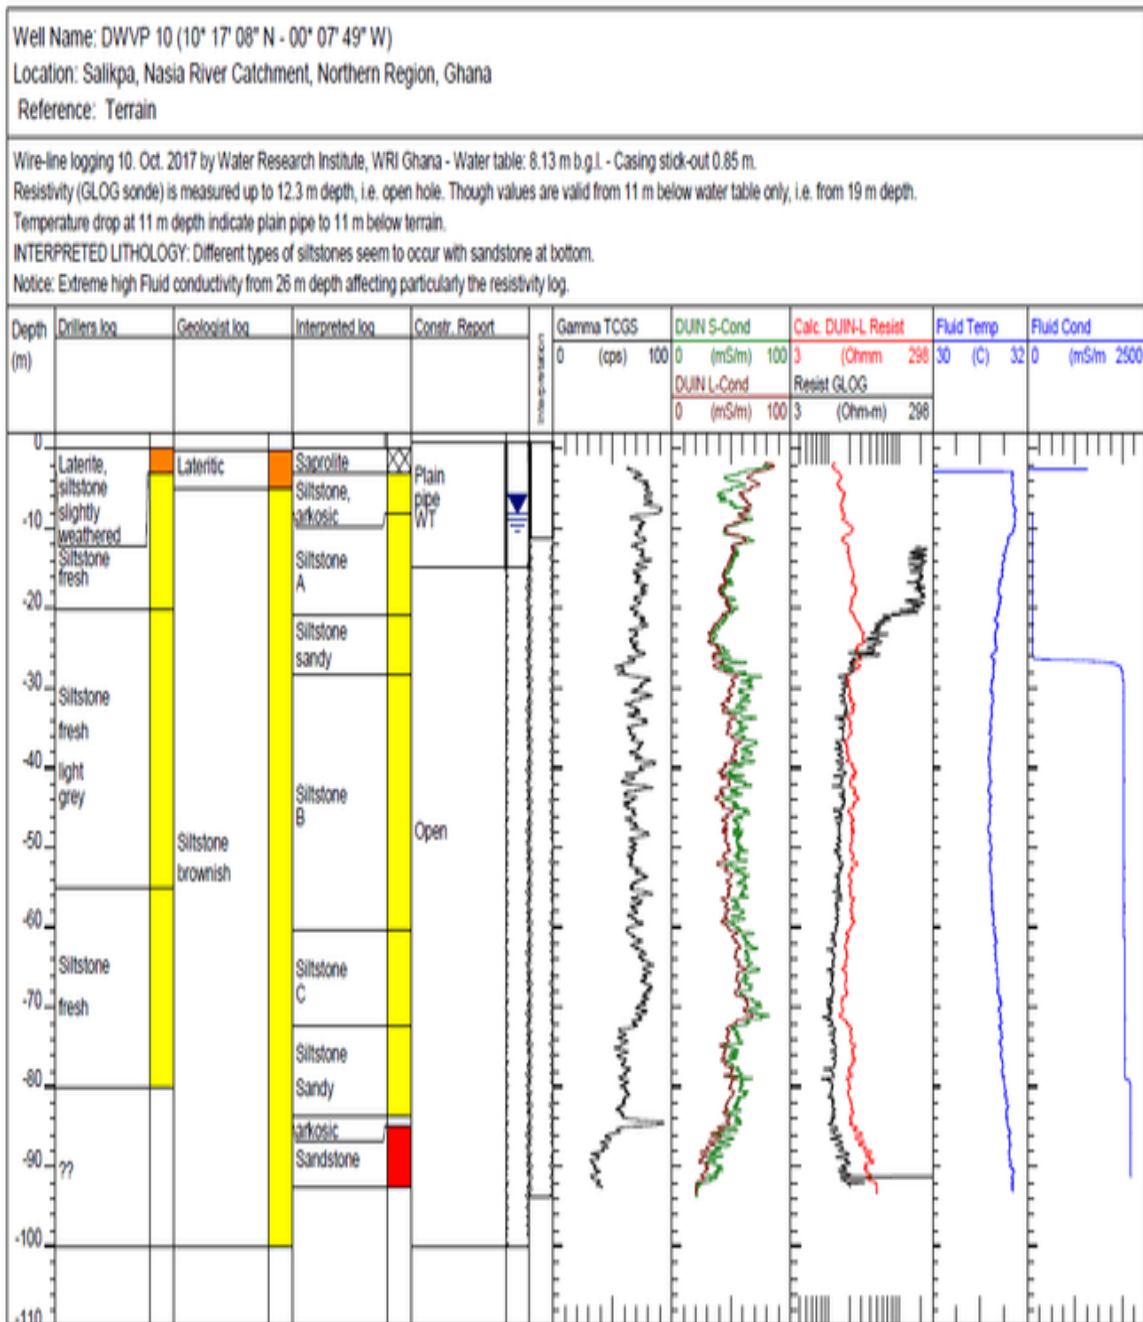 Well Name: DWVP 10 (10° 17' 08" N - 00° 07' 49" W)
Location: Salikpa, Nasia River Catchment, Northern Region, Ghana
Reference: Terrain
Wire-line logging 10. Oct. 2017 by Water Research Institute, WRI Ghana - Water table: 8.13 m b.g.l. - Casing stick-out 0.85 m.
Resistivity (GLOG sonde) is measured up to 12.3 m depth, i.e. open hole. Though values are valid from 11 m below water table only, i.e. from 19 m depth.
Temperature drop at 11 m depth indicate plain pipe to 11 m below terrain.
INTERPRETED LITHOLOGY: Different types of siltstones seem to occur with sandstone at bottom.
Notice: Extreme high Fluid conductivity from 26 m depth affecting particularly the resistivity log.
Depth Drillers log Geologist log Interpreted log Constr. Report Gamma TCGS DUIN S-Cond Calc. DUIN-L Resist Fluid Temp Fluid Cond
(m) 0 (cps) 100 0 (mS/m) 100 3 (Ohmm 298 30 (C) 32 0 (mS/m 2500
DUIN L-Cond Resist GLOG
0 (mS/m) 100 3 (Ohm-m) 298
0
Laterite, Lateritic Saprolite
siltstone Siltstone, Plain
slightly arkosic pipe
weathered WT
-10
Siltstone Siltstone
fresh A
-20
Siltstone
sandy
-30
Siltstone
fresh
-40
light
grey Siltstone
B
-50
Siltstone Open
brownish
-60
Siltstone Siltstone
C
-70
fresh
Siltstone
-80
Sandy
arkosic
-90
?? Sandstone
-100
-110